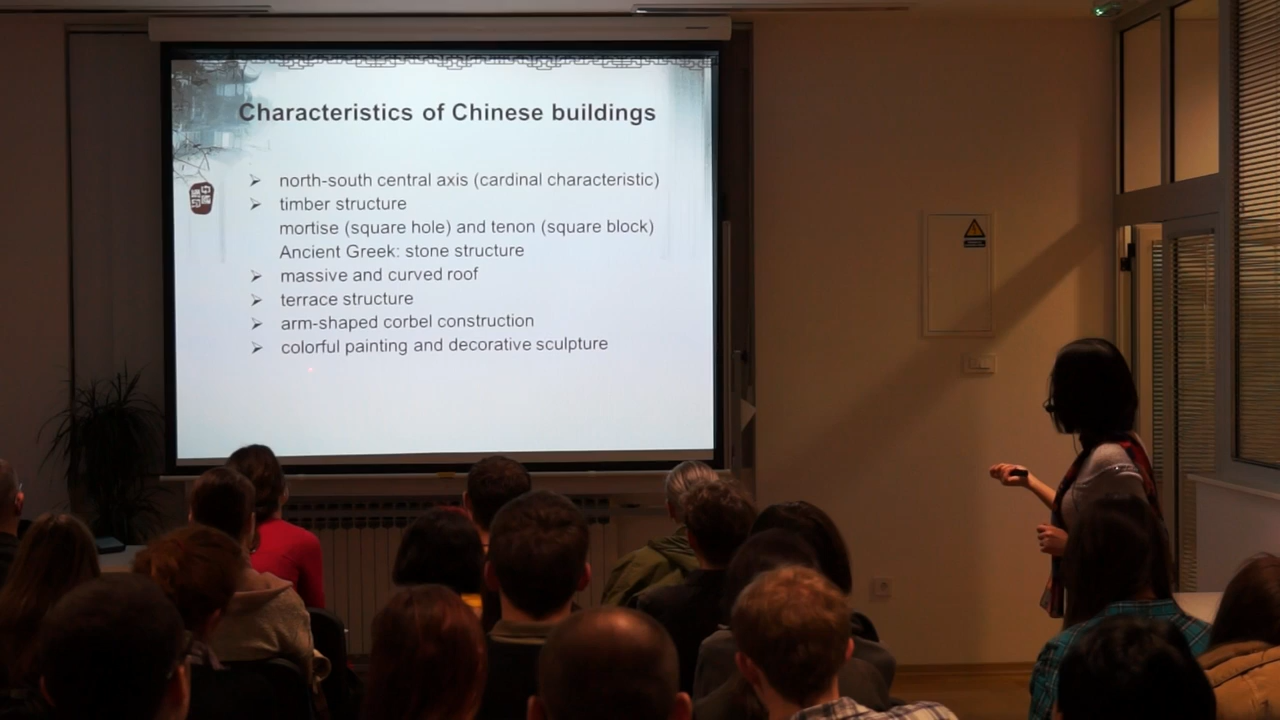 Characteristics of Chinese buildings
north-south central axis (cardinal characteristic)
timber structure
mortise (square hole) and tenon (square block)
Ancient Greek: stone structure
massive and curved roof
terrace structure
arm-shaped corbel construction
colorful painting and decorative sculpture